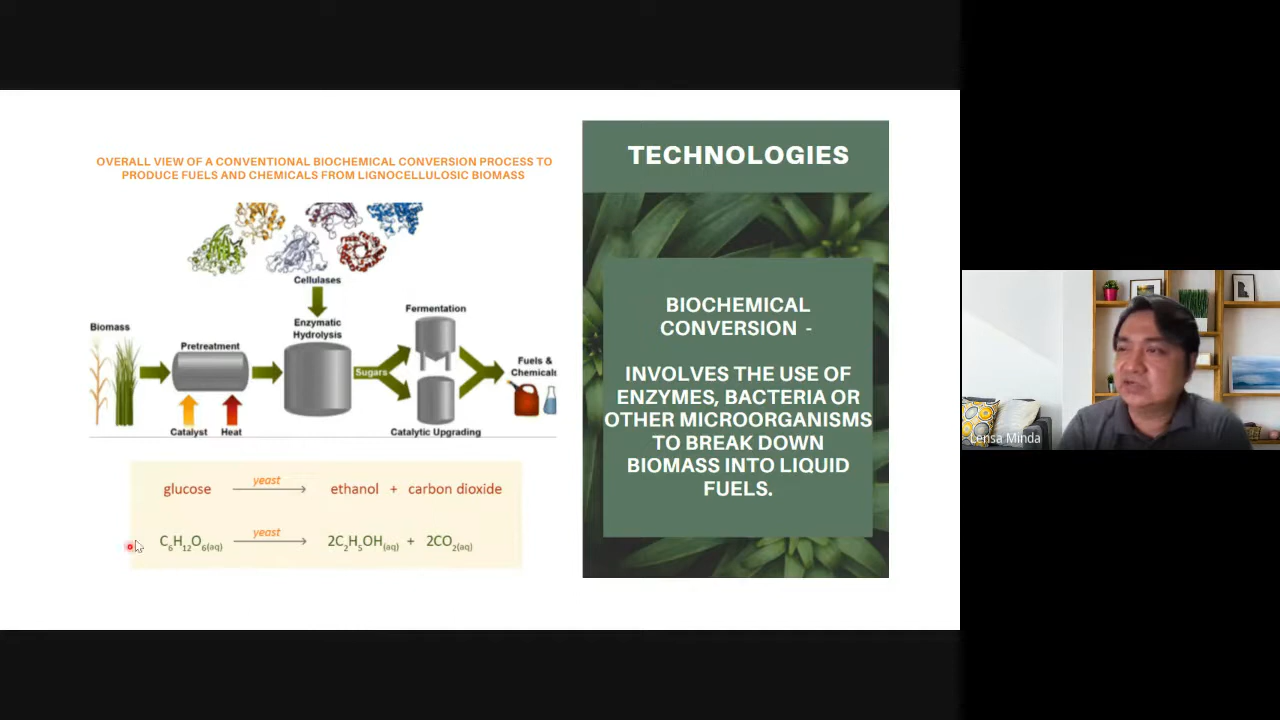 OVERALL VIEW OF A CONVENTIONAL BIOCHEMICAL CONVERSION PROCESS TO
PRODUCE FUELS AND CHEMICALS FROM LIGNOCELLULOSIC BIOMASS
Cellulases
Biomass
Pretreatment
Catalyst
Heat
Enzymatic
Hydrolysis
Sugars
Fermentation
Catalytic Upgrading
Fuels &
Chemicals
glucose yeast ethanol + carbon dioxide
C6H12O6(aq) yeast 2C2H5OH(aq) + 2CO2(aq)
TECHNOLOGIES
BIOCHEMICAL
CONVERSION -
INVOLVES THE USE OF
ENZYMES, BACTERIA OR
OTHER MICROORGANISMS
TO BREAK DOWN
BIOMASS INTO LIQUID
FUELS.
Lerisa Minda